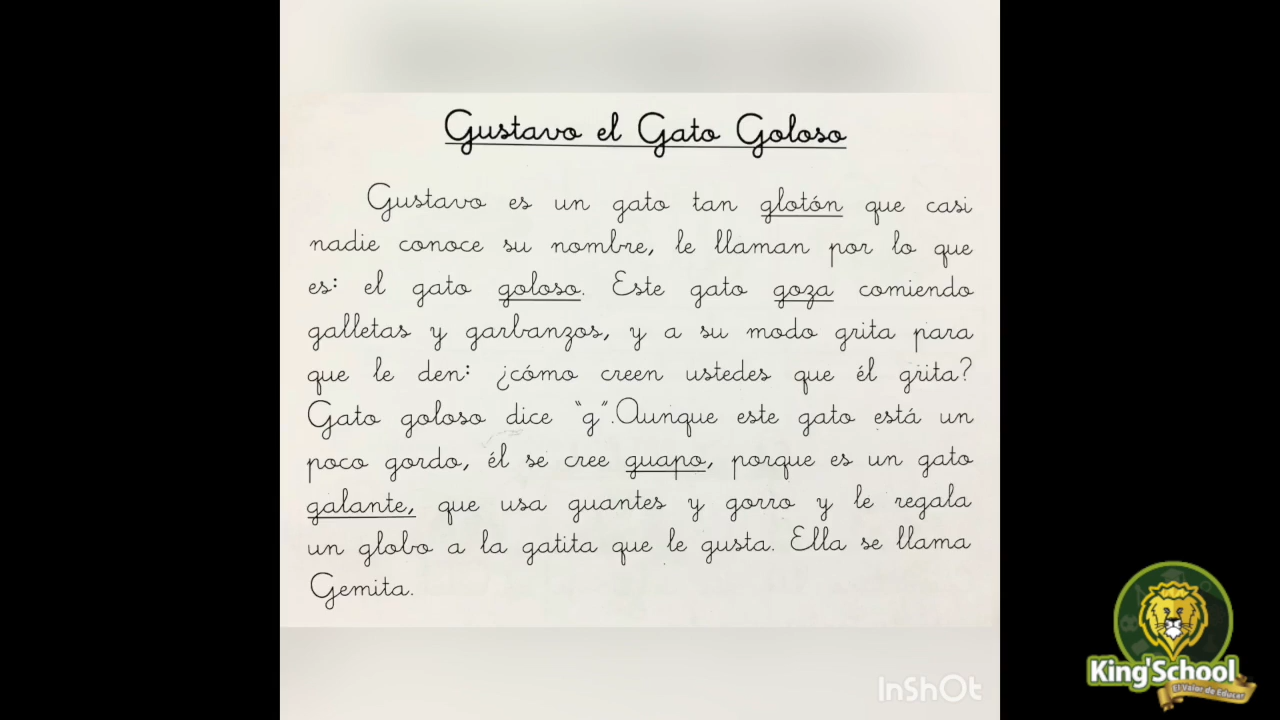 Gustavo el Gato Goloso
Gustavo es un gato tan glotón que casi
nadie conoce su nombre, le llaman por lo que
es: el gato goloso. Este gato goza comiendo
galletas y garbanzos, y a su modo grita para
que le den: ¿cómo creen ustedes que él grita?
Gato goloso dice "g".Aunque este gato está un
poco gordo, él se cree guapo, porque es un gato
galante, que usa guantes y gorro y le regala
un globo a la gatita que le gusta. Ella se llama
Gemita.
King'School
El Valor de Educar
InShOt